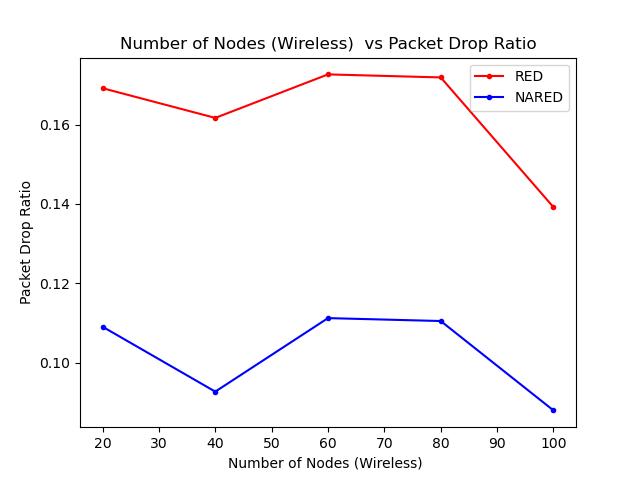 Number of Nodes (Wireless)  vs Packet Drop Ratio
RED
NARED
Packet Drop Ratio
0.16
0.14
0.12
0.10
20 30 40 50 60 70 80 90 100
Number of Nodes (Wireless)